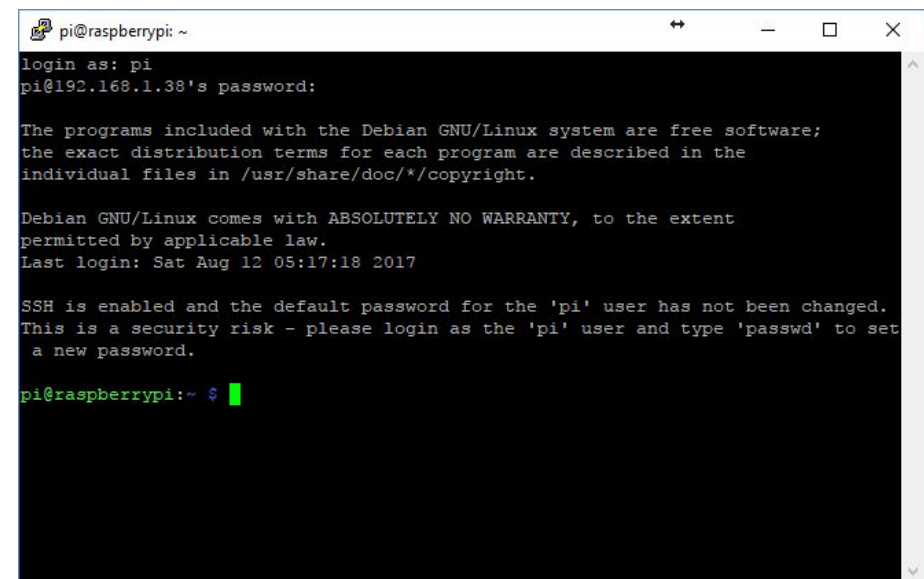 pi@raspberrypi: ~
login as: pi
pi@192.168.1.38's password:
The programs included with the Debian GNU/Linux system are free software;
the exact distribution terms for each program are described in the
individual files in /usr/share/doc/*/copyright.
Debian GNU/Linux comes with ABSOLUTELY NO WARRANTY, to the extent
permitted by applicable law.
Last login: Sat Aug 12 05:17:18 2017
SSH is enabled and the default password for the 'pi' user has not been changed.
This is a security risk - please login as the 'pi' user and type 'passwd' to set
 a new password.
pi@raspberrypi:~ $